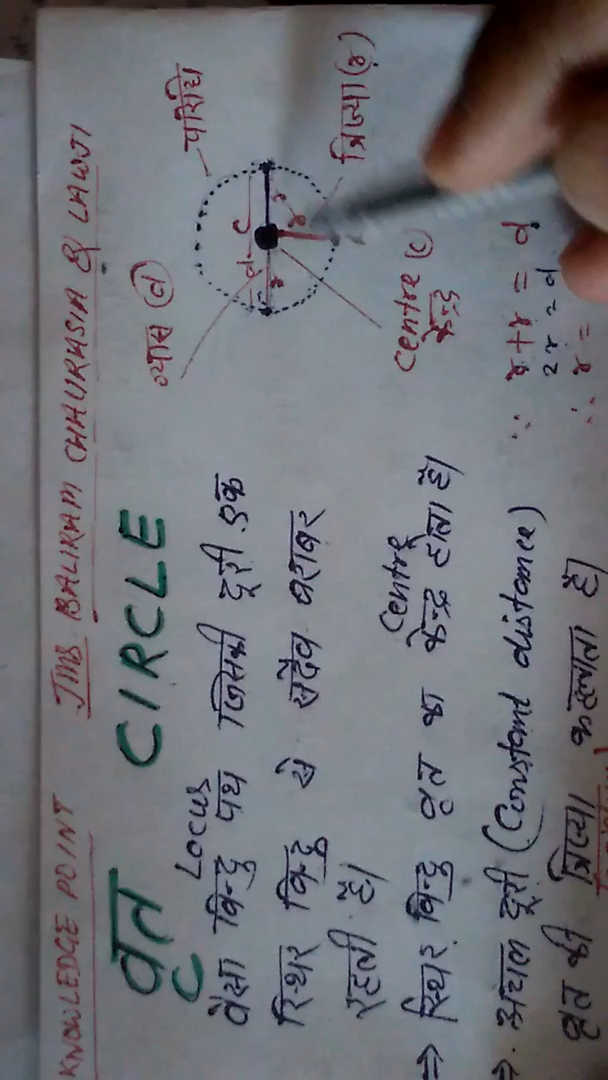 KNOWLEDGE POINT JMS BALIRAM CHAURASIA & LAWJI
वृत CIRCLE
Locus
वैसा बिन्दु पथ जिसकी दूरी एक
स्थिर बिन्दु से सदैव बराबर
रहती है।
Centre
⇒ स्थिर बिन्दु वृत का केन्द्र होता है।
⇒ अचल दूरी (Constant distance)
वृत की त्रिज्या कहलाता है।
व्यास (d)
परिधि
r
r
d
C
r
त्रिज्या (r)
Centre (C)
केन्द्र
∴ r + r = d
2r = d
∴ r =